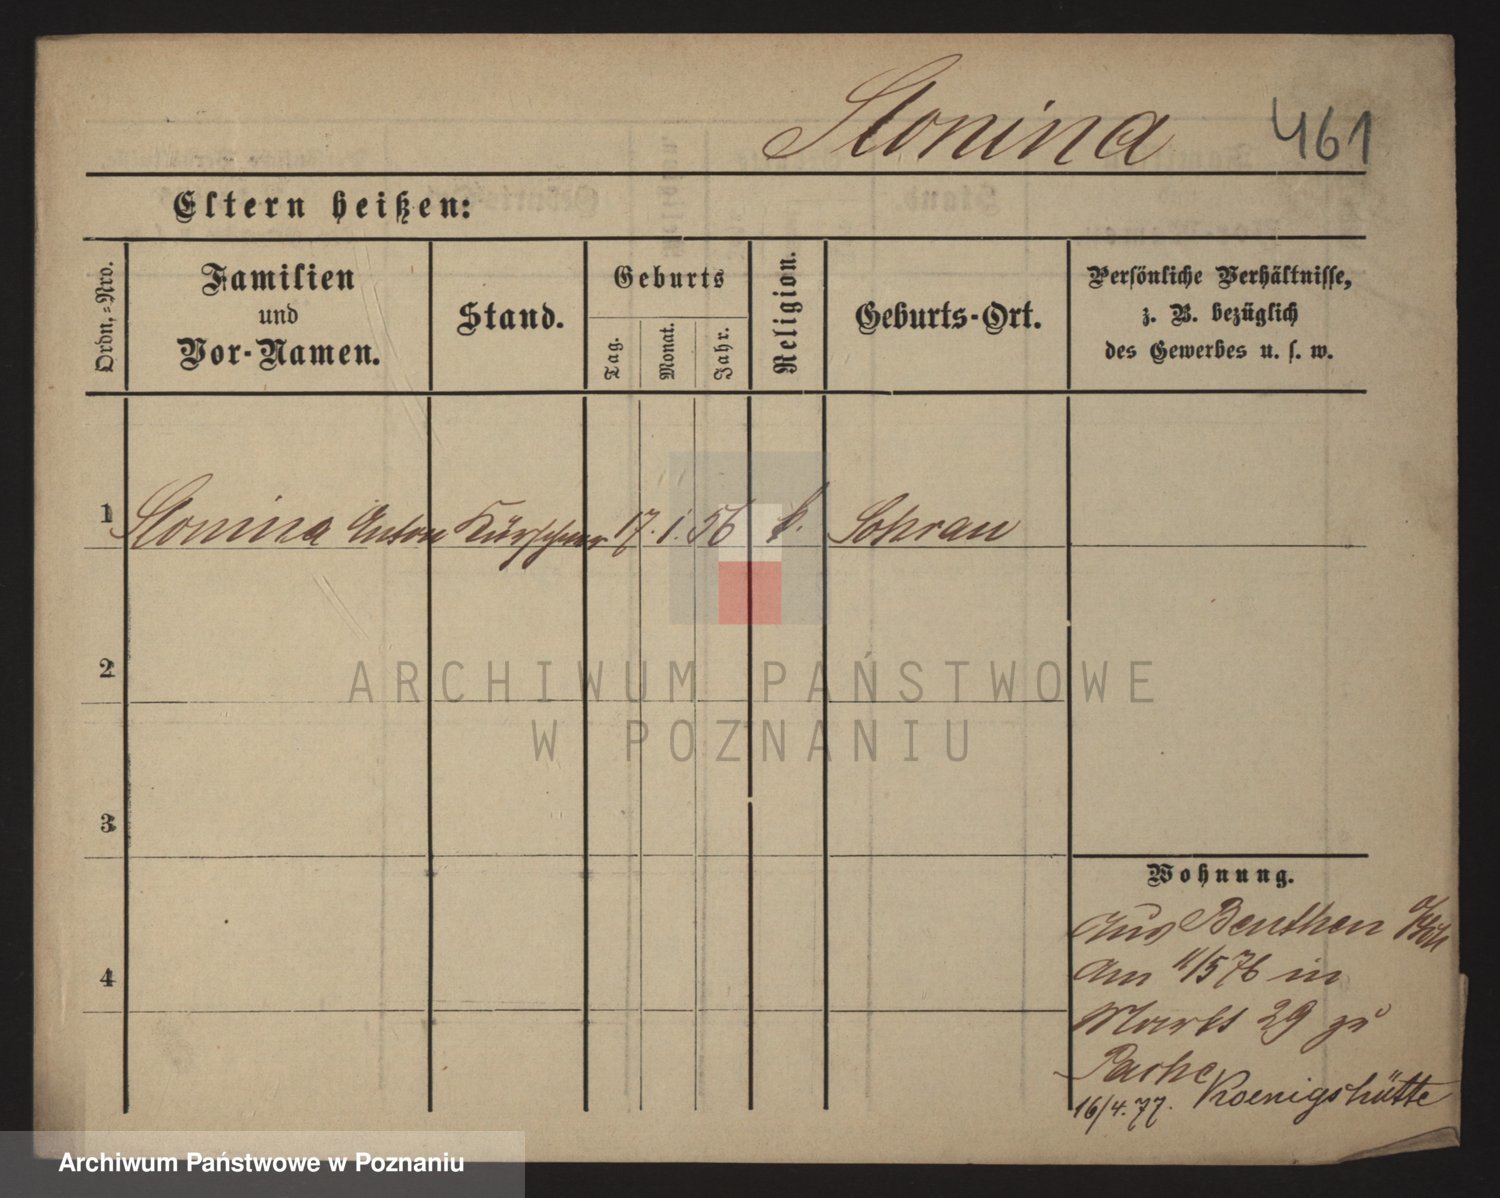 Slonina 461
Eltern heißen:
Ordn.-Nro.
Familien
und
Vor-Namen.
Stand.
Geburts
Tag.
Monat.
Jahr.
Religion.
Geburts-Ort.
Persönliche Verhältnisse,
z. B. bezüglich
des Gewerbes u. s. w.
1 Slonina Anton Kürschner 17. 1. 56 k. Sohrau
2
ARCHIWUM PAŃSTWOWE
W POZNANIU
3
4
Wohnung.
aus Beuthen
am 11/5 76 in
Markt 29 zu
16/4. 77. Koenigshütte
Archiwum Państwowe w Poznaniu